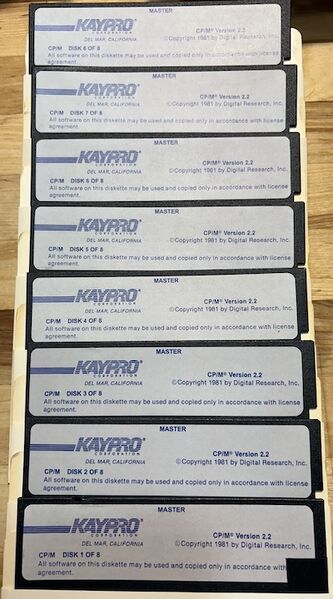 MASTER
KAYPRO® CP/M® Version 2.2
CORPORATION ©Copyright 1981 by Digital Research, Inc.
DEL MAR, CALIFORNIA
CP/M DISK 8 OF 8
All software on this diskette may be used and copied only in accordance with license
agreement.
MASTER
KAYPRO® CP/M® Version 2.2
CORPORATION ©Copyright 1981 by Digital Research, Inc.
DEL MAR, CALIFORNIA
CP/M DISK 7 OF 8
All software on this diskette may be used and copied only in accordance with license
agreement.
MASTER
KAYPRO® CP/M® Version 2.2
CORPORATION ©Copyright 1981 by Digital Research, Inc.
DEL MAR, CALIFORNIA
CP/M DISK 6 OF 8
All software on this diskette may be used and copied only in accordance with license
agreement.
MASTER
KAYPRO® CP/M® Version 2.2
CORPORATION ©Copyright 1981 by Digital Research, Inc.
DEL MAR, CALIFORNIA
CP/M DISK 5 OF 8
All software on this diskette may be used and copied only in accordance with license
agreement.
MASTER
KAYPRO® CP/M® Version 2.2
CORPORATION ©Copyright 1981 by Digital Research, Inc.
DEL MAR, CALIFORNIA
CP/M DISK 4 OF 8
All software on this diskette may be used and copied only in accordance with license
agreement.
MASTER
KAYPRO® CP/M® Version 2.2
CORPORATION ©Copyright 1981 by Digital Research, Inc.
DEL MAR, CALIFORNIA
CP/M DISK 3 OF 8
All software on this diskette may be used and copied only in accordance with license
agreement.
MASTER
KAYPRO® CP/M® Version 2.2
CORPORATION ©Copyright 1981 by Digital Research, Inc.
DEL MAR, CALIFORNIA
CP/M DISK 2 OF 8
All software on this diskette may be used and copied only in accordance with license
agreement.
MASTER
KAYPRO® CP/M® Version 2.2
CORPORATION ©Copyright 1981 by Digital Research, Inc.
DEL MAR, CALIFORNIA
CP/M DISK 1 OF 8
All software on this diskette may be used and copied only in accordance with
agreement.